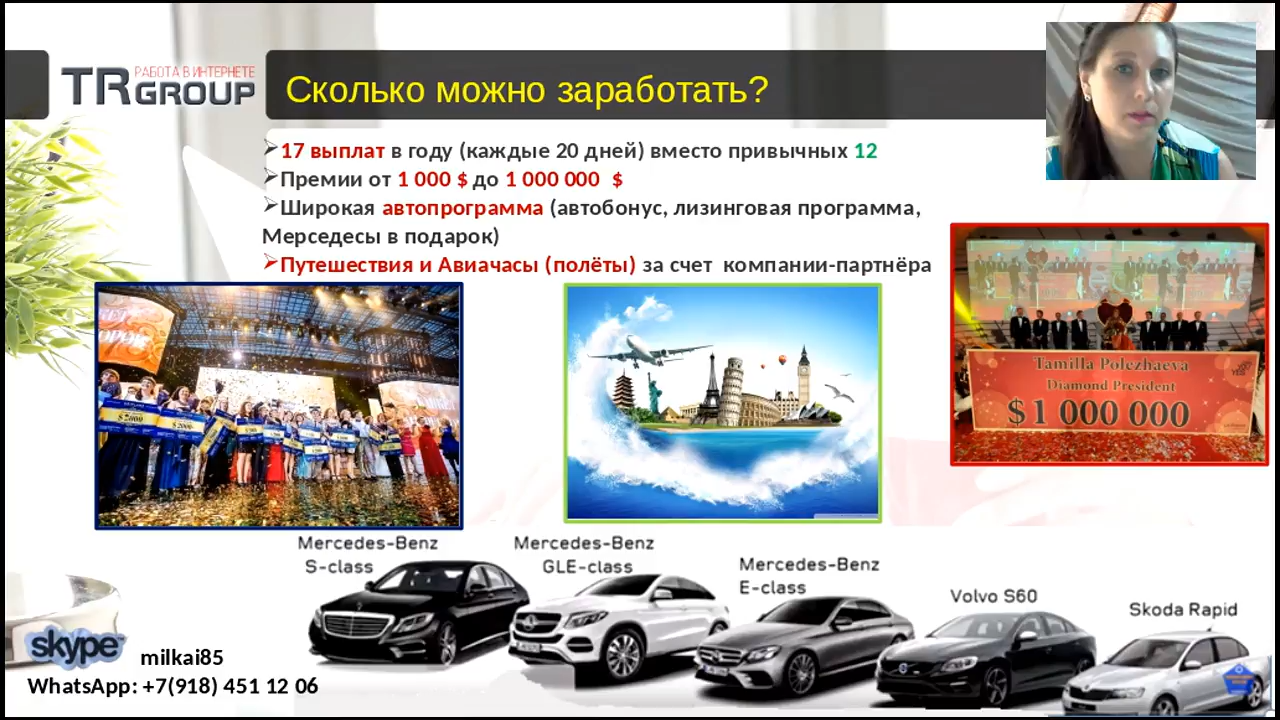 РАБОТА В ИНТЕРНЕТЕ
TR GROUP
Сколько можно заработать?
17 выплат в году (каждые 20 дней) вместо привычных 12
Премии от 1 000 $ до 1 000 000 $
Широкая автопрограмма (автобонус, лизинговая программа,
Мерседесы в подарок)
Путешествия и Авиачасы (полёты) за счет компании-партнёра
Tamilla Polezhaeva
Diamond President
$1 000 000
Mercedes-Benz
S-class
Mercedes-Benz
GLE-class
Mercedes-Benz
E-class
Volvo S60
Skoda Rapid
skype
milkai85
WhatsApp: +7(918) 451 12 06